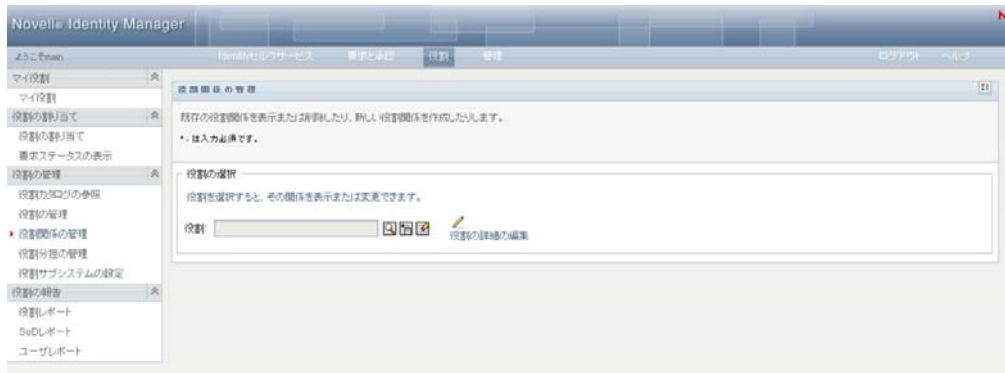 Novell® Identity Manager
N
ようこそmain
Identityセルフサービス 要求と承認 役割 管理
ログアウト ヘルプ
マイ役割
マイ役割
役割の割り当て
役割の割り当て
要求ステータスの表示
役割の管理
役割カタログの参照
役割の管理
役割関係の管理
役割分担の管理
役割サブシステムの設定
役割の報告
役割レポート
SoDレポート
ユーザレポート
役割関係の管理
既存の役割関係を表示または削除したり、新しい役割関係を作成したりします。
* - は入力必須です。
役割の選択
役割を選択すると、その関係を表示または変更できます。
役割:
役割の詳細の編集